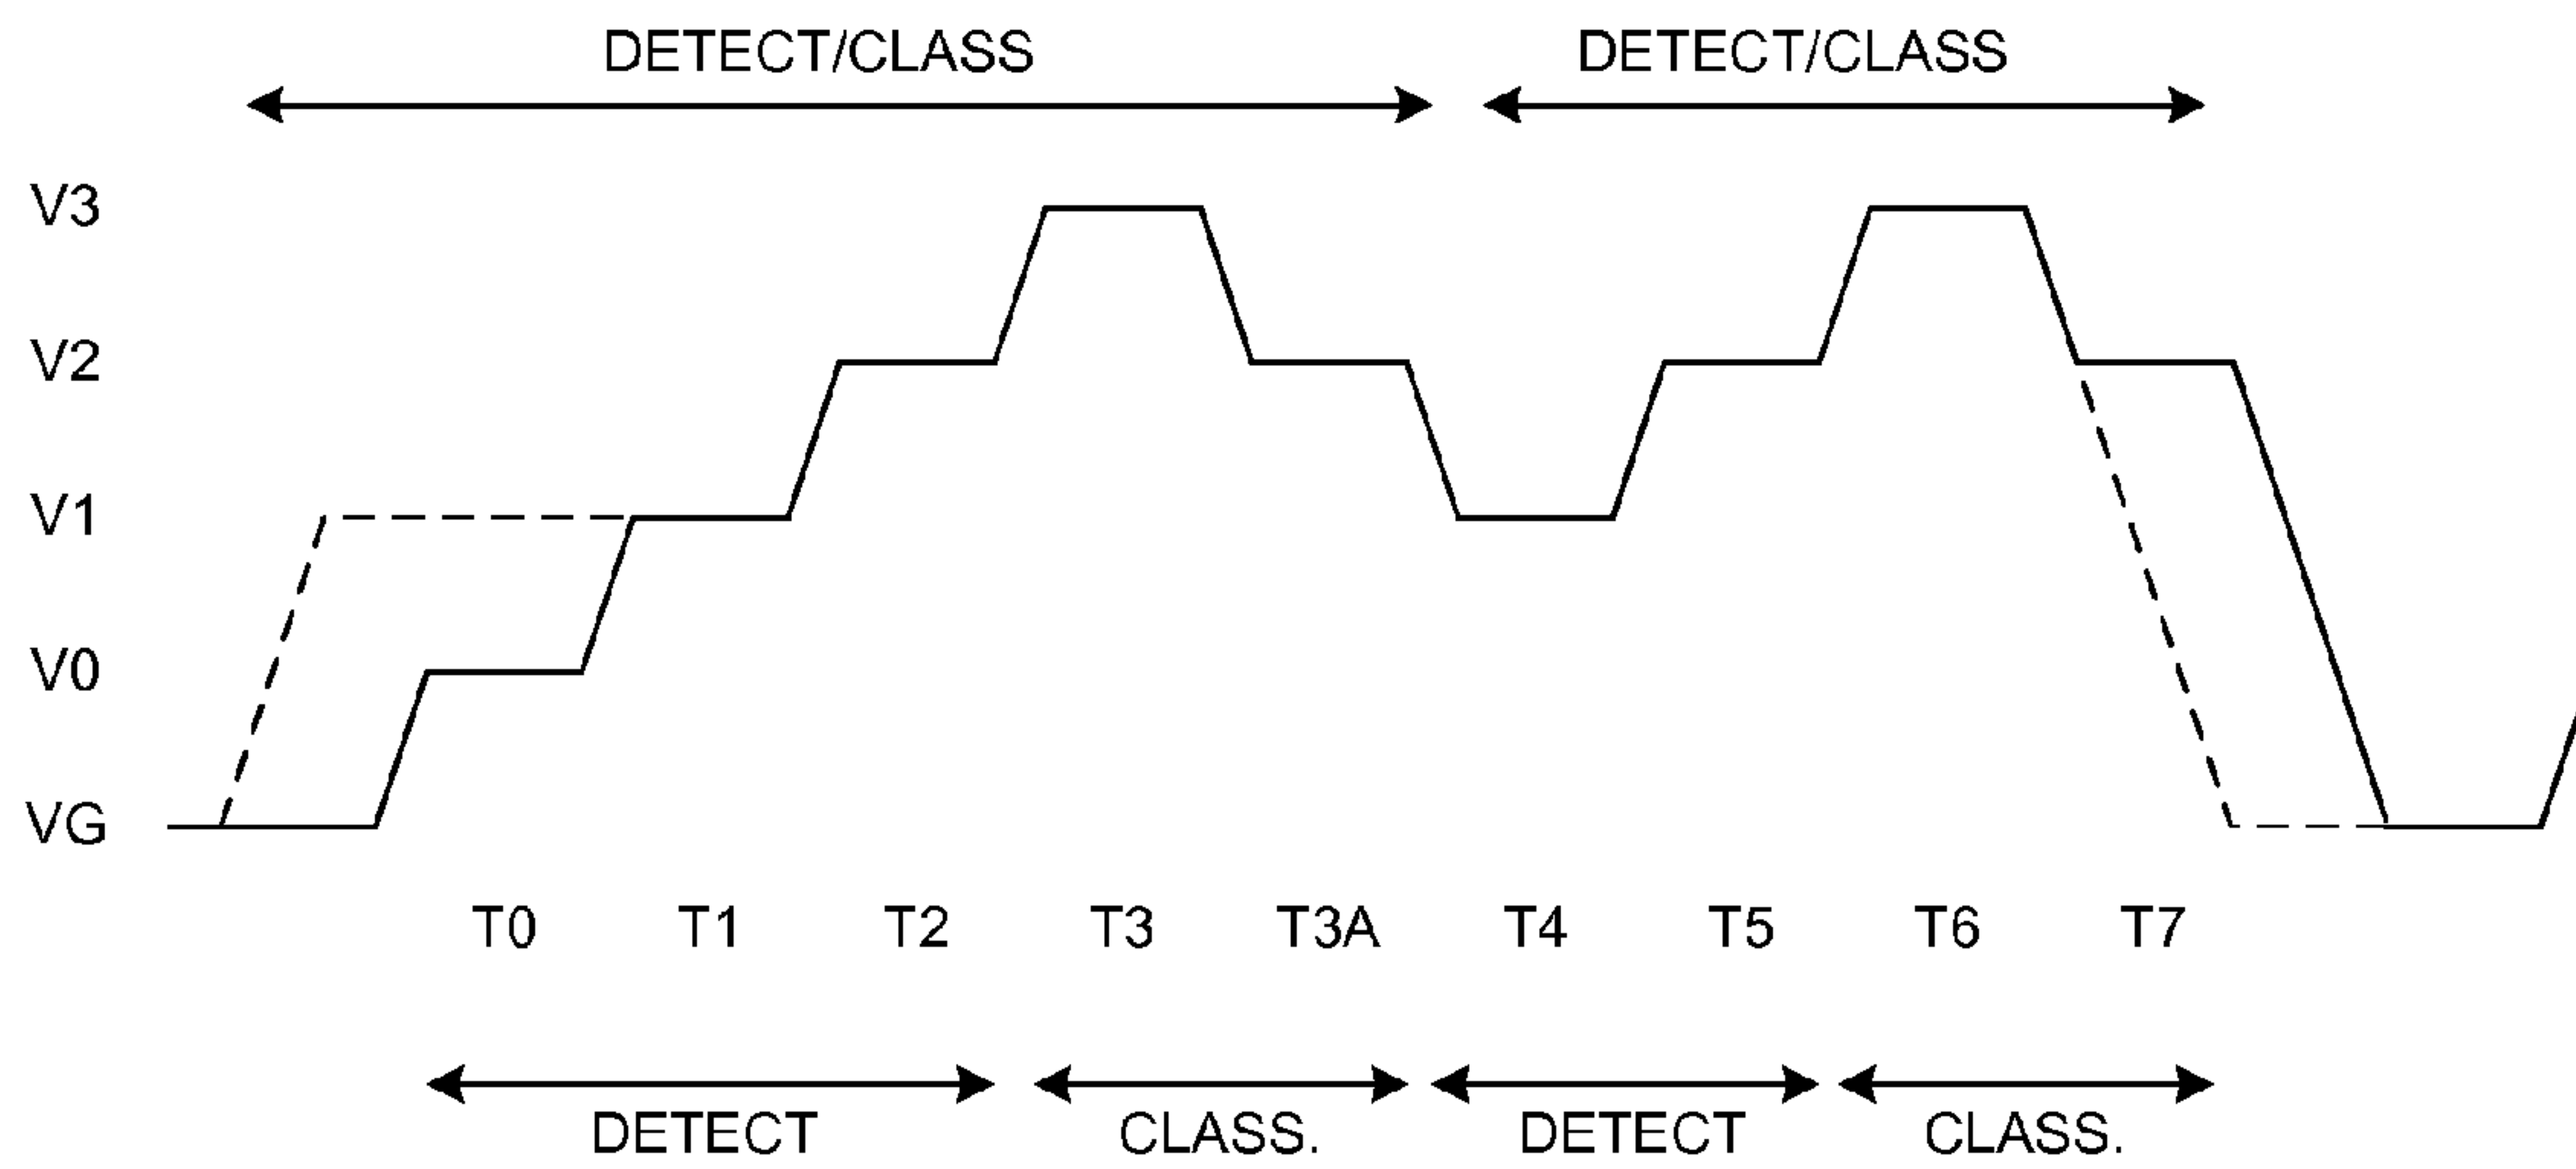 DETECT/CLASS DETECT/CLASS
V3
V2
V1
V0
VG
T0 T1 T2 T3 T3A T4 T5 T6 T7
DETECT CLASS. DETECT CLASS.